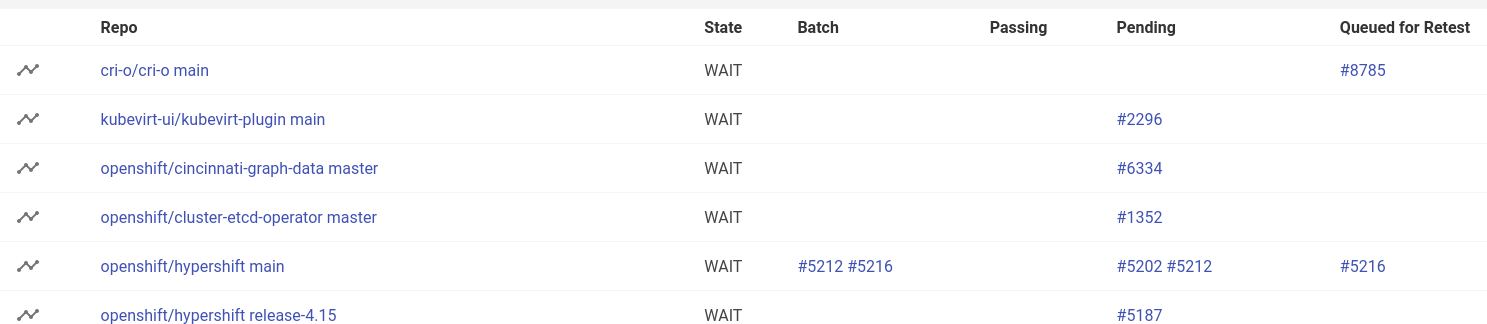 Repo State Batch Passing Pending Queued for Retest
cri-o/cri-o main WAIT #8785
kubevirt-ui/kubevirt-plugin main WAIT #2296
openshift/cincinnati-graph-data master WAIT #6334
openshift/cluster-etcd-operator master WAIT #1352
openshift/hypershift main WAIT #5212 #5216 #5202 #5212 #5216
openshift/hypershift release-4.15 WAIT #5187